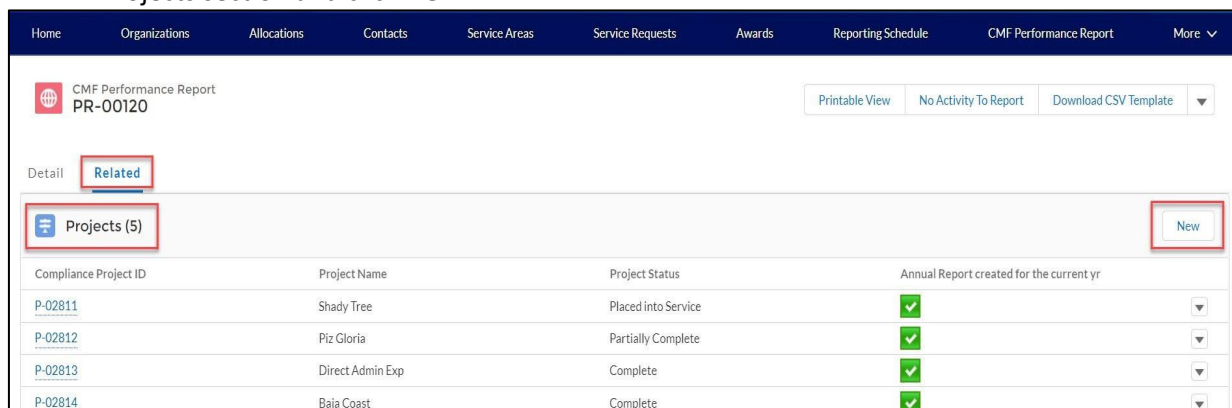 Home Organizations Allocations Contacts Service Areas Service Requests Awards Reporting Schedule CMF Performance Report More
CMF Performance Report
PR-00120
Printable View No Activity To Report Download CSV Template
Detail Related
Projects (5)
New
Compliance Project ID Project Name Project Status Annual Report created for the current yr
P-02811 Shady Tree Placed into Service
P-02812 Piz Gloria Partially Complete
P-02813 Direct Admin Exp Complete
P-02814 Baja Coast Complete